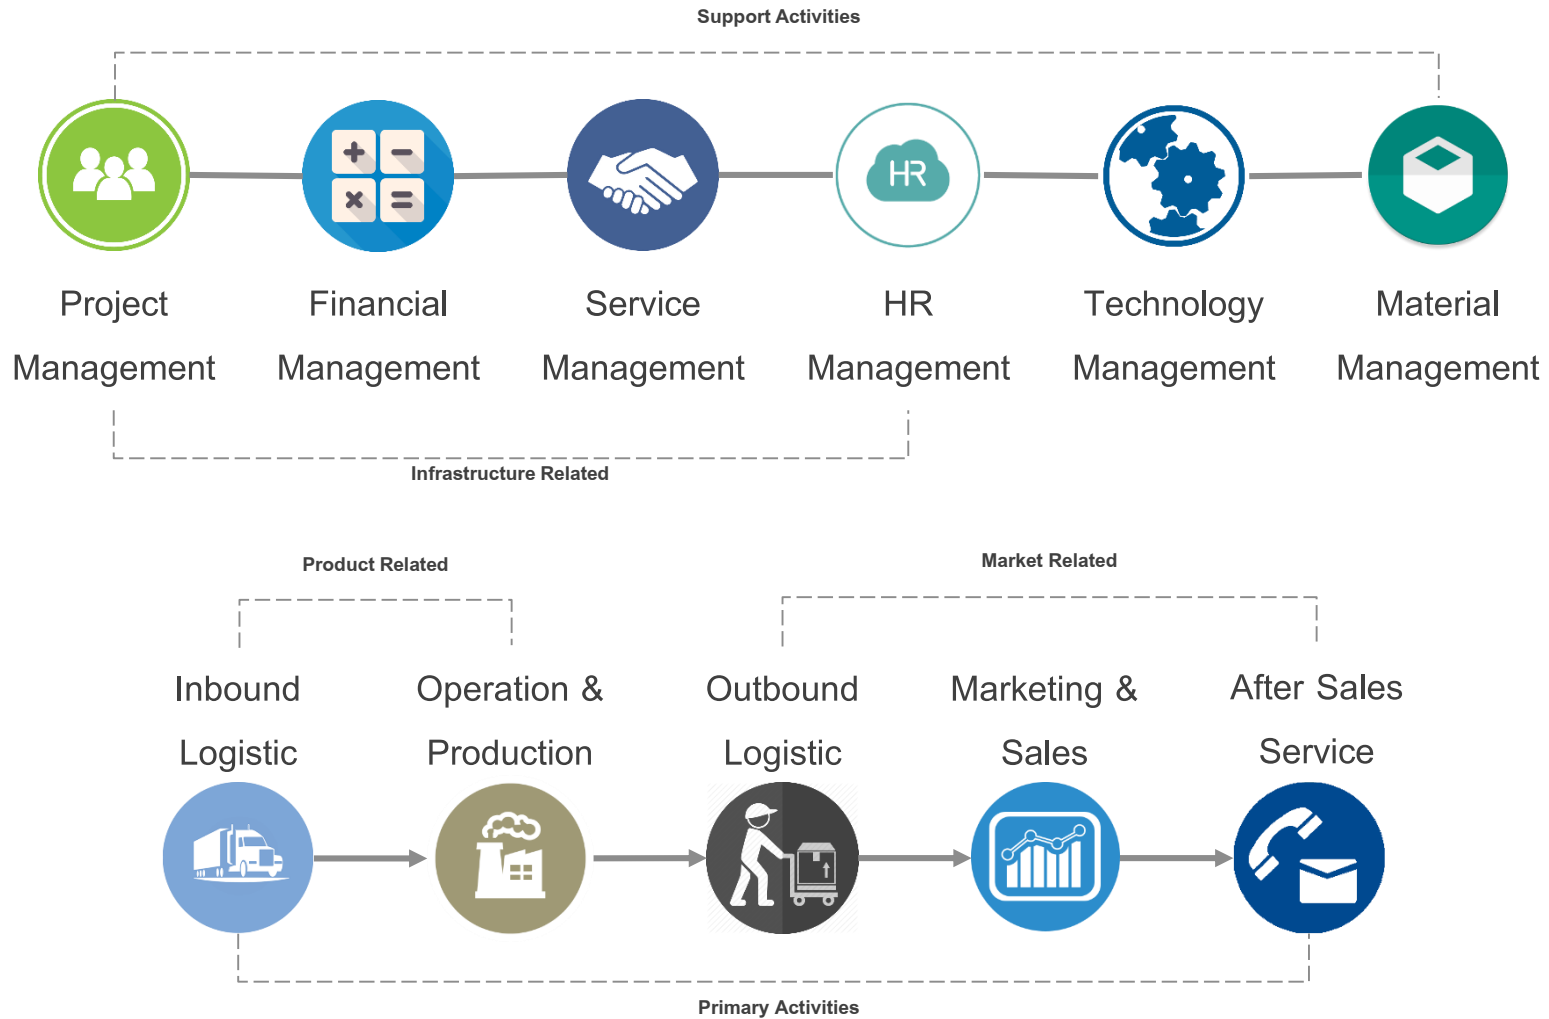 Support Activities
HR
Project Financial Service HR Technology Material
Management Management Management Management Management Management
Infrastructure Related
Product Related Market Related
Inbound Operation & Outbound Marketing & After Sales
Logistic Production Logistic Sales Service
Primary Activities